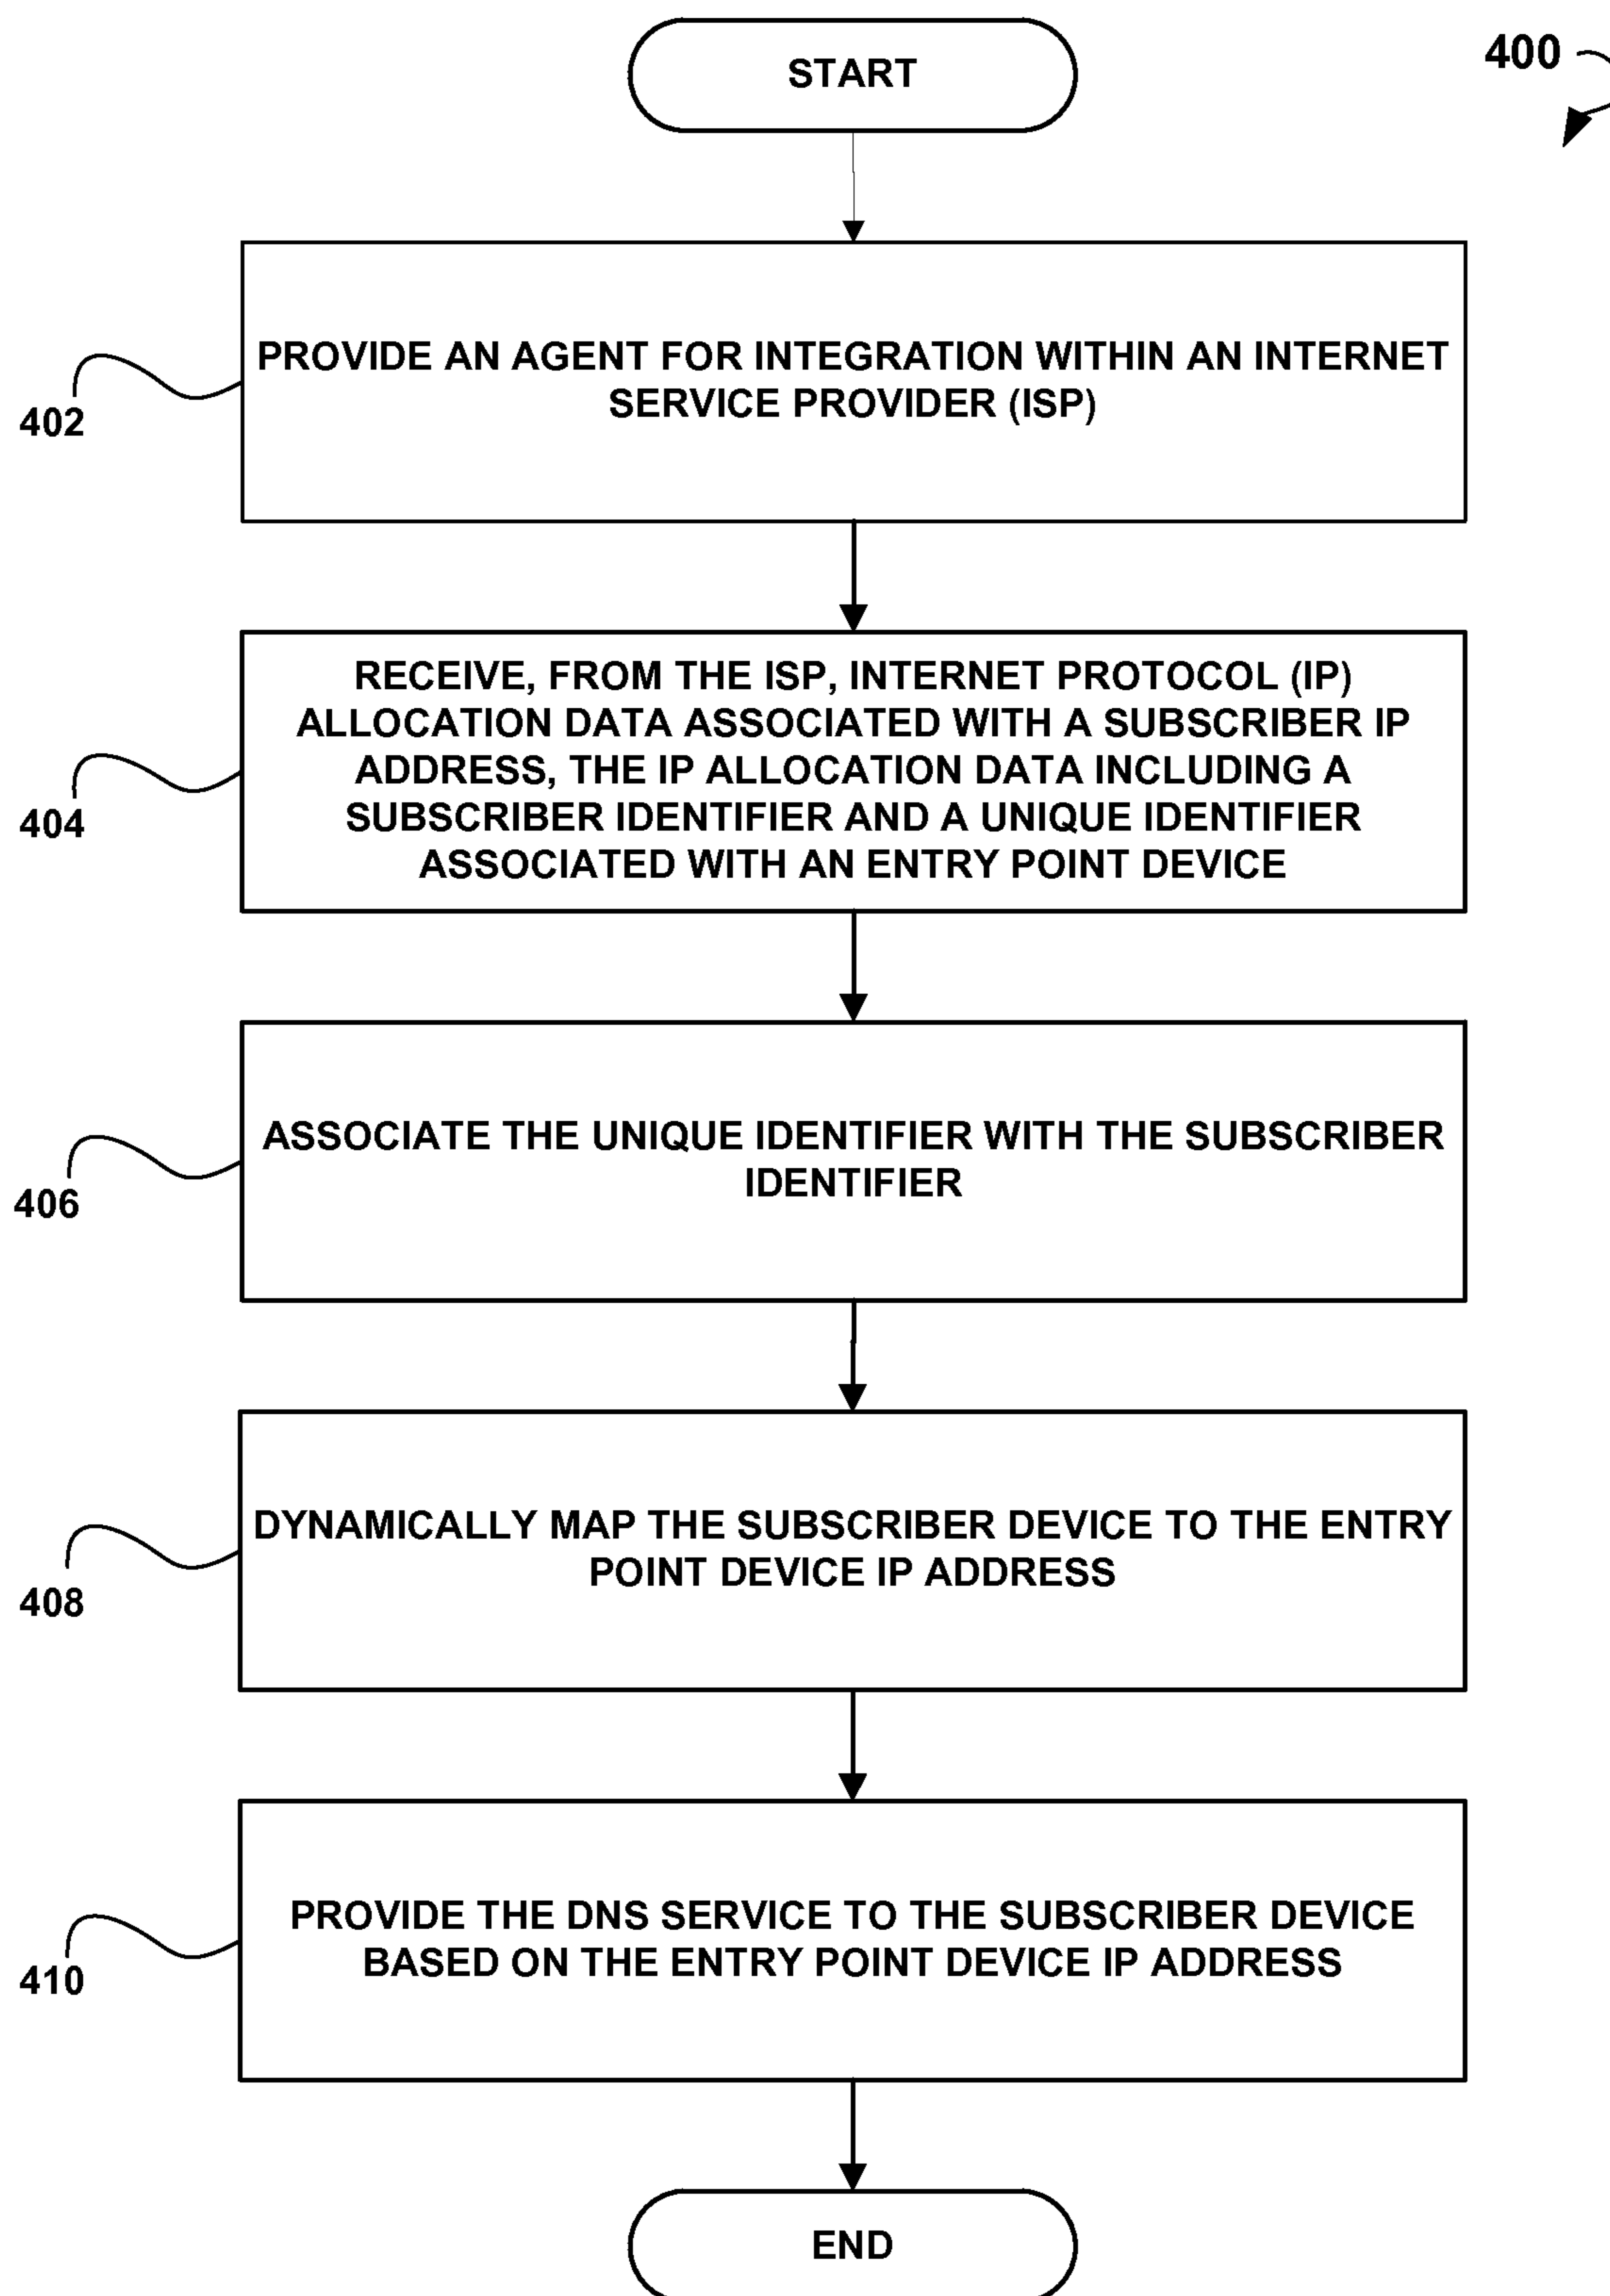 START
400
PROVIDE AN AGENT FOR INTEGRATION WITHIN AN INTERNET
SERVICE PROVIDER (ISP)
402
RECEIVE, FROM THE ISP, INTERNET PROTOCOL (IP)
ALLOCATION DATA ASSOCIATED WITH A SUBSCRIBER IP
ADDRESS, THE IP ALLOCATION DATA INCLUDING A
SUBSCRIBER IDENTIFIER AND A UNIQUE IDENTIFIER
ASSOCIATED WITH AN ENTRY POINT DEVICE
404
ASSOCIATE THE UNIQUE IDENTIFIER WITH THE SUBSCRIBER
IDENTIFIER
406
DYNAMICALLY MAP THE SUBSCRIBER DEVICE TO THE ENTRY
POINT DEVICE IP ADDRESS
408
PROVIDE THE DNS SERVICE TO THE SUBSCRIBER DEVICE
BASED ON THE ENTRY POINT DEVICE IP ADDRESS
410
END